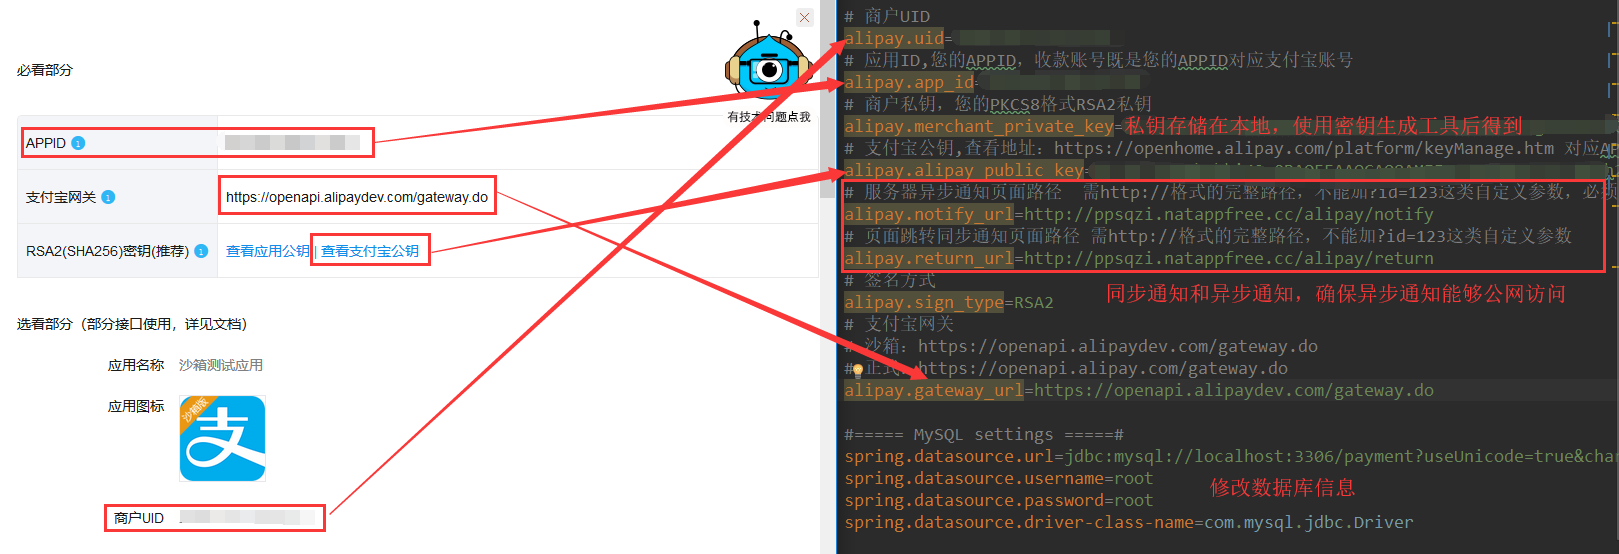 必看部分
有技术问题点我
APPID
支付宝网关
https://openapi.alipaydev.com/gateway.do
RSA2(SHA256)密钥(推荐)
查看应用公钥 | 查看支付宝公钥
选看部分（部分接口使用，详见文档）
应用名称 沙箱测试应用
应用图标
沙箱版
支
商户UID
# 商户UID
alipay.uid=
# 应用ID,您的APPID，收款账号既是您的APPID对应支付宝账号
alipay.app_id=
# 商户私钥，您的PKCS8格式RSA2私钥
alipay.merchant_private_key=
私钥存储在本地，使用密钥生成工具后得到
# 支付宝公钥,查看地址：https://openhome.alipay.com/platform/keyManage.htm 对应AP
alipay.alipay_public_key=
# 服务器异步通知页面路径 需http://格式的完整路径，不能加?id=123这类自定义参数，必须
alipay.notify_url=http://ppsqzi.natappfree.cc/alipay/notify
# 页面跳转同步通知页面路径 需http://格式的完整路径，不能加?id=123这类自定义参数
alipay.return_url=http://ppsqzi.natappfree.cc/alipay/return
# 签名方式
同步通知和异步通知，确保异步通知能够公网访问
alipay.sign_type=RSA2
# 支付宝网关
# 沙箱：https://openapi.alipaydev.com/gateway.do
# 正式：https://openapi.alipay.com/gateway.do
alipay.gateway_url=https://openapi.alipaydev.com/gateway.do
#===== MySQL settings =====#
spring.datasource.url=jdbc:mysql://localhost:3306/payment?useUnicode=true&char
spring.datasource.username=root
修改数据库信息
spring.datasource.password=root
spring.datasource.driver-class-name=com.mysql.jdbc.Driver